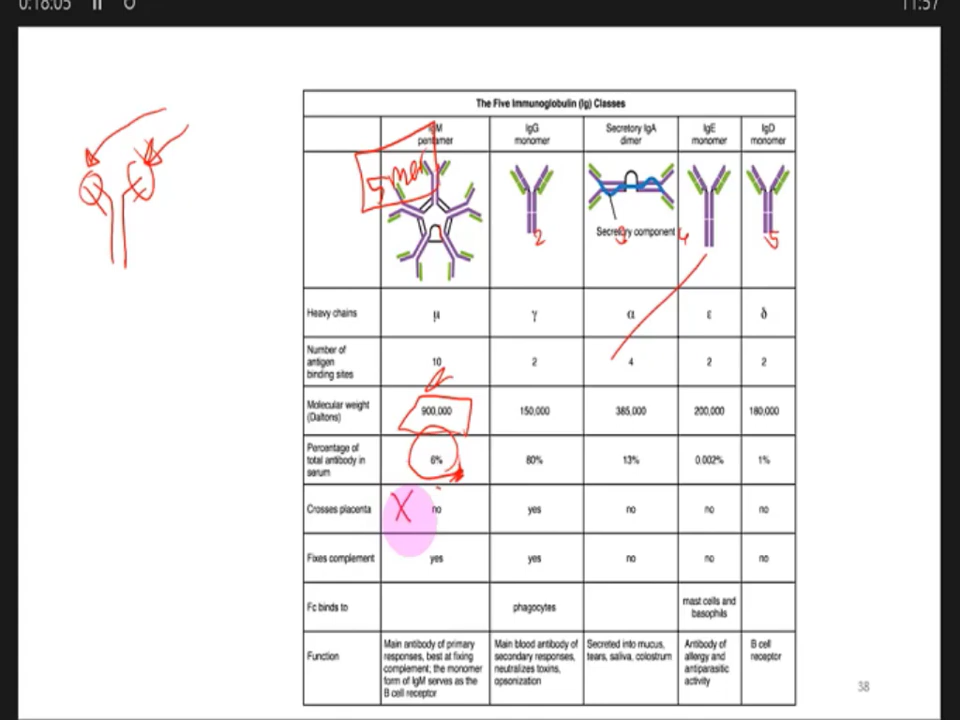 0:18:05
11:57
The Five Immunoglobulin (Ig) Classes
IgM pentamer
IgG monomer
Secretory IgA dimer
IgE monomer
IgD monomer
5 mer
Secretory component
2
3
4
5
Heavy chains
μ
γ
α
ε
δ
Number of antigen binding sites
10
2
4
2
2
Molecular weight (Daltons)
900,000
150,000
385,000
200,000
180,000
Percentage of total antibody in serum
6%
80%
13%
0.002%
1%
Crosses placenta
X
no
yes
no
no
no
Fixes complement
yes
yes
no
no
no
Fc binds to
phagocytes
mast cells and basophils
Function
Main antibody of primary
responses, best at fixing
complement; the monomer
form of IgM serves as the
B cell receptor
Main blood antibody of
secondary responses,
neutralizes toxins,
opsonization
Secreted into mucus,
tears, saliva, colostrum
Antibody of
allergy and
antiparasitic
activity
B cell
receptor
38